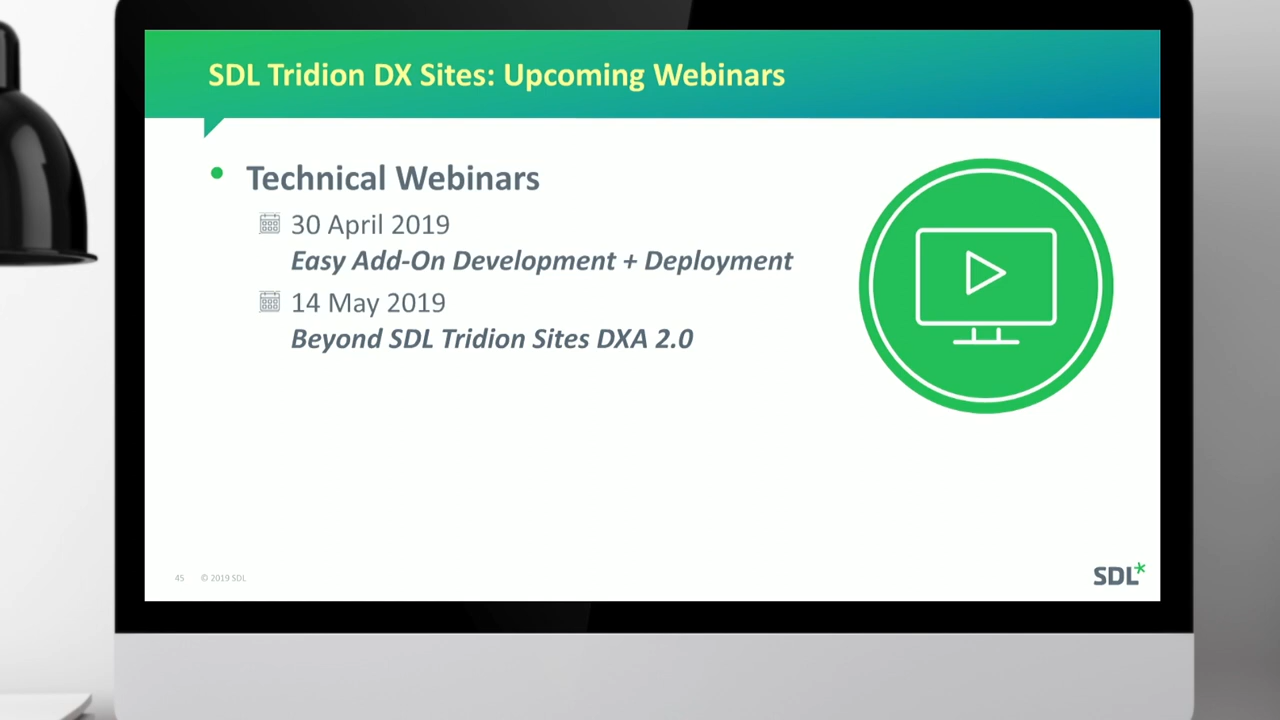 SDL Tridion DX Sites: Upcoming Webinars
• Technical Webinars
30 April 2019
Easy Add-On Development + Deployment
14 May 2019
Beyond SDL Tridion Sites DXA 2.0
45 © 2019 SDL
SDL*